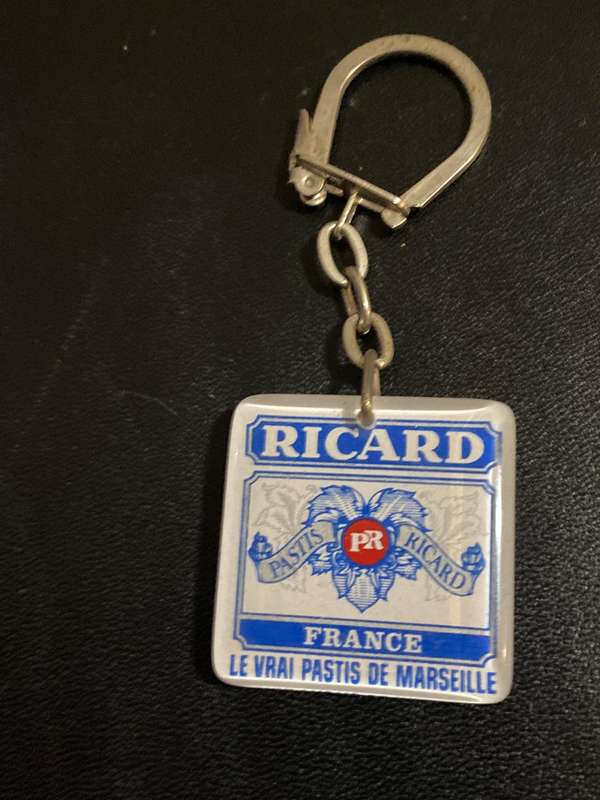 RICARD
PASTIS PR RICARD
FRANCE
LE VRAI PASTIS DE MARSEILLE